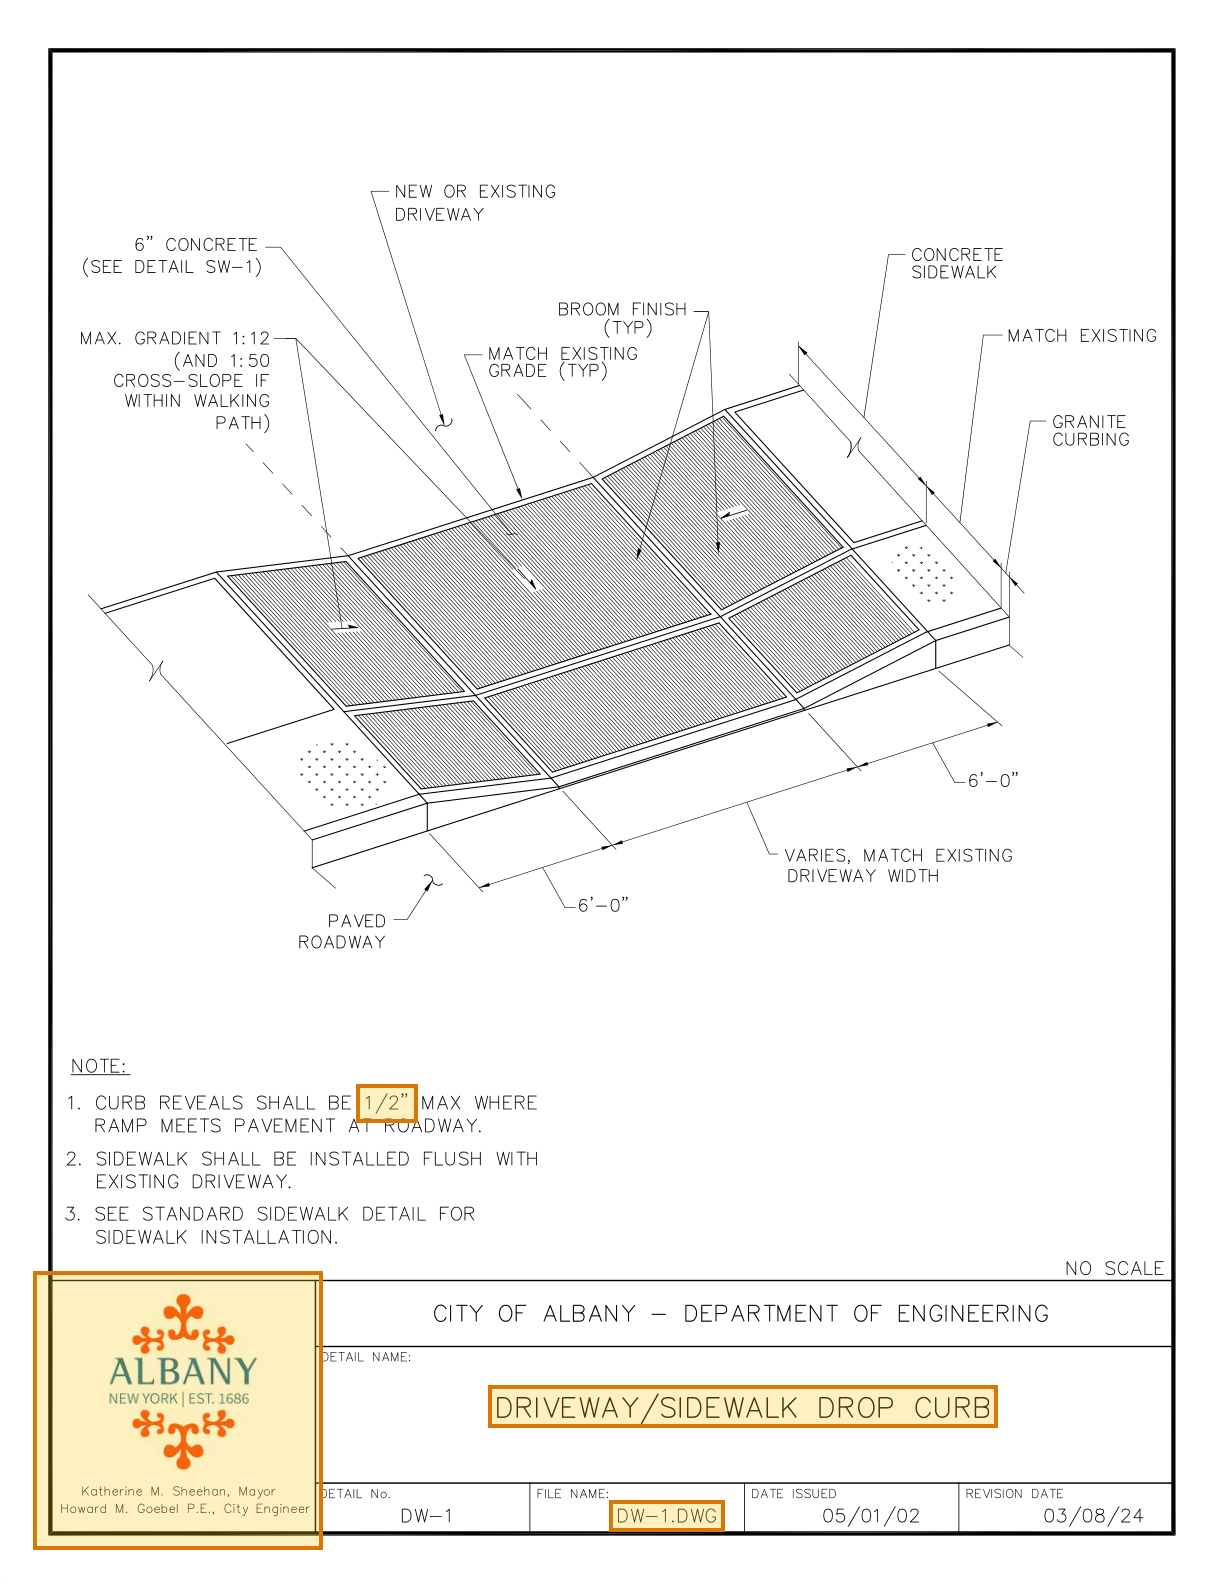 NEW OR EXISTING
DRIVEWAY
6" CONCRETE
(SEE DETAIL SW-1)
CONCRETE
SIDEWALK
BROOM FINISH
(TYP)
MAX. GRADIENT 1:12
(AND 1:50
CROSS-SLOPE IF
WITHIN WALKING
PATH)
MATCH EXISTING
MATCH EXISTING
GRADE (TYP)
GRANITE
CURBING
6'-0"
VARIES, MATCH EXISTING
DRIVEWAY WIDTH
6'-0"
PAVED
ROADWAY
NOTE:
1. CURB REVEALS SHALL BE 1/2" MAX WHERE
RAMP MEETS PAVEMENT AT ROADWAY.
2. SIDEWALK SHALL BE INSTALLED FLUSH WITH
EXISTING DRIVEWAY.
3. SEE STANDARD SIDEWALK DETAIL FOR
SIDEWALK INSTALLATION.
NO SCALE
ALBANY
NEW YORK | EST. 1686
Katherine M. Sheehan, Mayor
Howard M. Goebel P.E., City Engineer
CITY OF ALBANY - DEPARTMENT OF ENGINEERING
DETAIL NAME:
DRIVEWAY/SIDEWALK DROP CURB
DETAIL No.
DW-1
FILE NAME:
DW-1.DWG
DATE ISSUED
05/01/02
REVISION DATE
03/08/24